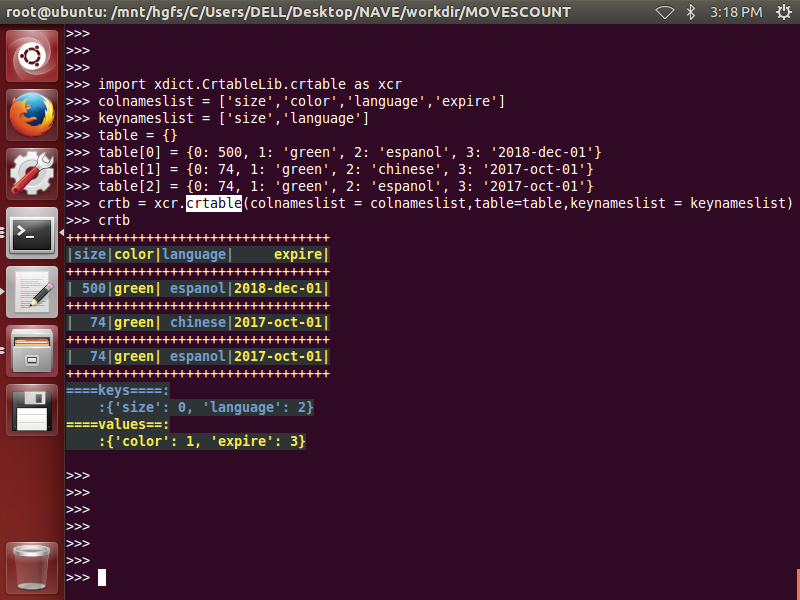 root@ubuntu: /mnt/hgfs/C/Users/DELL/Desktop/NAVE/workdir/MOVESCOUNT 3:18 PM
>>>
>>>
>>>
>>> import xdict.CrtableLib.crtable as xcr
>>> colnameslist = ['size','color','language','expire']
>>> keynameslist = ['size','language']
>>> table = {}
>>> table[0] = {0: 500, 1: 'green', 2: 'espanol', 3: '2018-dec-01'}
>>> table[1] = {0: 74, 1: 'green', 2: 'chinese', 3: '2017-oct-01'}
>>> table[2] = {0: 74, 1: 'green', 2: 'espanol', 3: '2017-oct-01'}
>>> crtb = xcr.crtable(colnameslist = colnameslist,table=table,keynameslist = keynameslist)
>>> crtb
+++++++++++++++++++++++++++++++++
|size|color|language|     expire|
+++++++++++++++++++++++++++++++++
| 500|green| espanol|2018-dec-01|
+++++++++++++++++++++++++++++++++
|  74|green| chinese|2017-oct-01|
+++++++++++++++++++++++++++++++++
|  74|green| espanol|2017-oct-01|
+++++++++++++++++++++++++++++++++
====keys====:
    :{'size': 0, 'language': 2}
====values==:
    :{'color': 1, 'expire': 3}
>>>
>>>
>>>
>>>
>>>
>>>
>>>